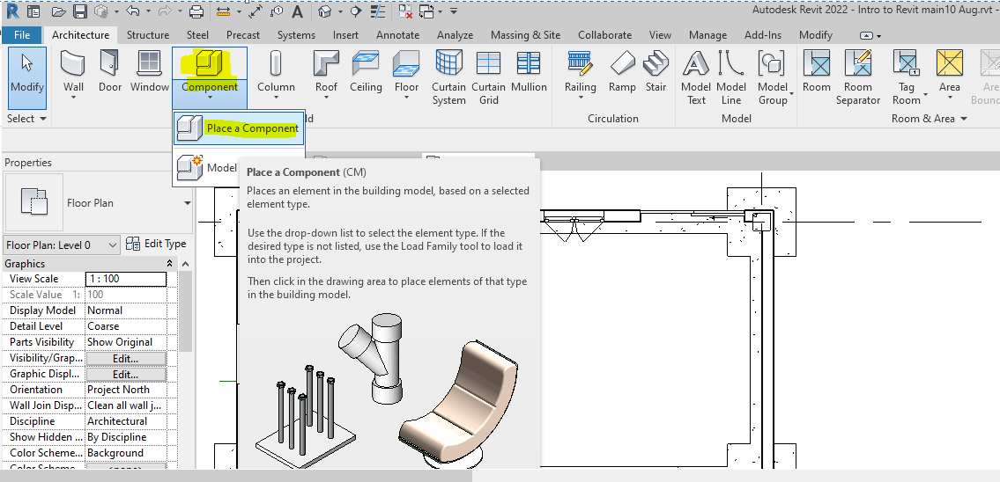 Autodesk Revit 2022 - Intro to Revit main10 Aug.rvt -
File Architecture Structure Steel Precast Systems Insert Annotate Analyze Massing & Site Collaborate View Manage Add-Ins Modify
Modify Wall Door Window Component Column Roof Ceiling Floor Curtain System Curtain Grid Mullion Railing Ramp Stair Model Text Model Line Model Group Room Room Separator Tag Room Area
Select Circulation Model Room & Area
Place a Component
Model
Properties
Floor Plan
Floor Plan: Level 0 Edit Type
Graphics
View Scale 1 : 100
Scale Value 1: 100
Display Model Normal
Detail Level Coarse
Parts Visibility Show Original
Visibility/Grap... Edit...
Graphic Displ... Edit...
Orientation Project North
Wall Join Disp... Clean all wall j...
Discipline Architectural
Show Hidden ... By Discipline
Color Scheme... Background
Color Scheme... <none>
Place a Component (CM)
Places an element in the building model, based on a selected
element type.
Use the drop-down list to select the element type. If the
desired type is not listed, use the Load Family tool to load it
into the project.
Then click in the drawing area to place elements of that type
in the building model.